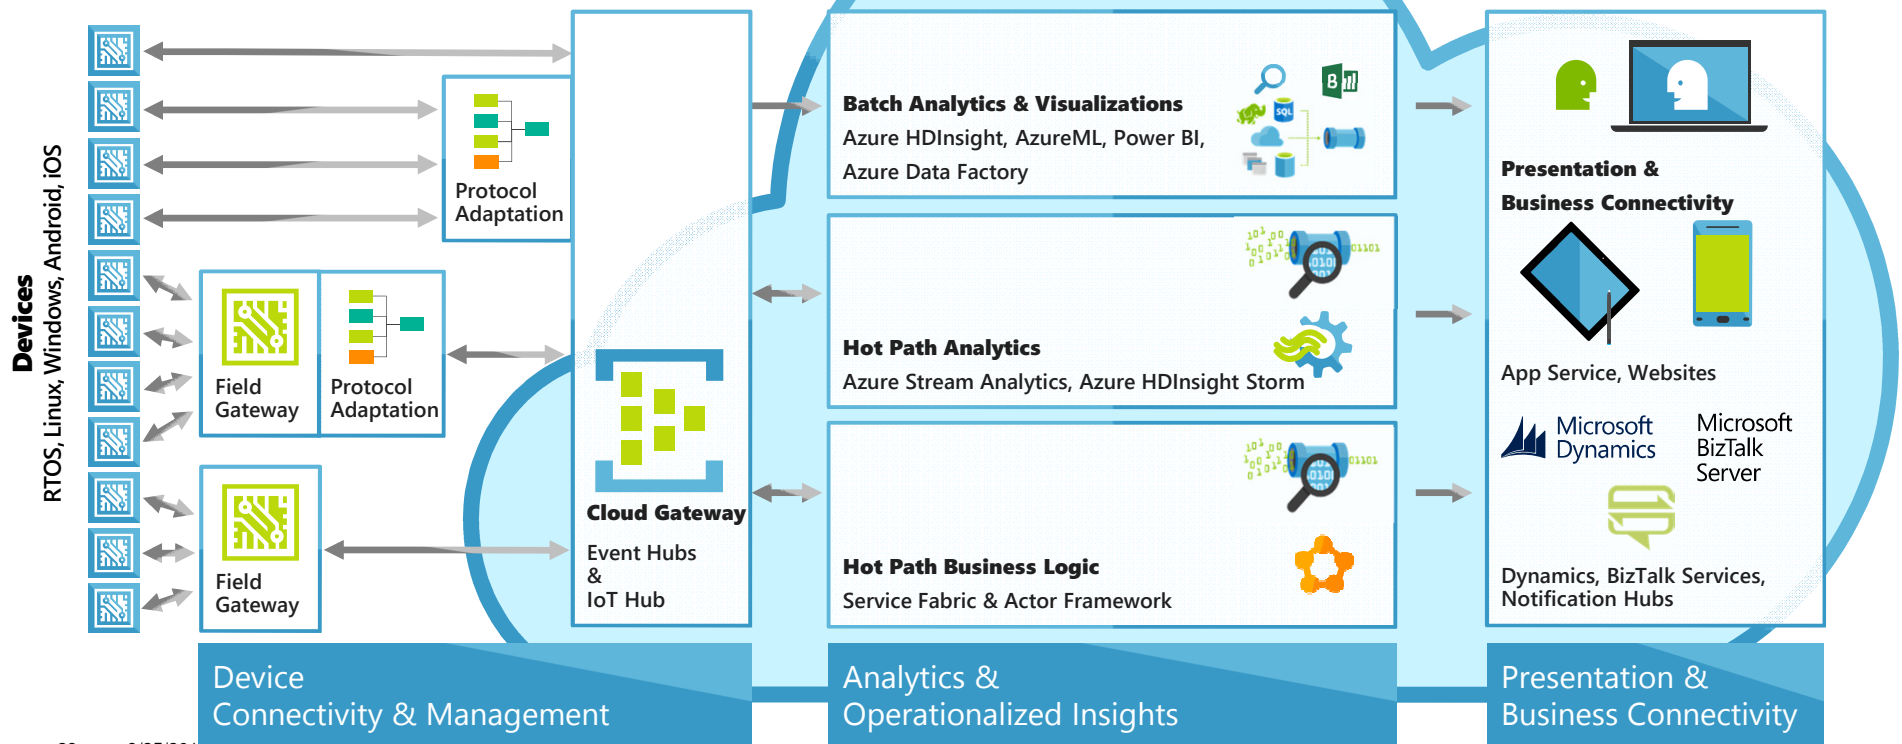 Devices
RTOS, Linux, Windows, Android, iOS
Protocol
Adaptation
Field
Gateway
Protocol
Adaptation
Field
Gateway
Cloud Gateway
Event Hubs
&
IoT Hub
Batch Analytics & Visualizations
Azure HDInsight, AzureML, Power BI,
Azure Data Factory
SQL
B
Hot Path Analytics
Azure Stream Analytics, Azure HDInsight Storm
01101
Hot Path Business Logic
Service Fabric & Actor Framework
01101
Presentation &
Business Connectivity
App Service, Websites
Microsoft
Dynamics
Microsoft
BizTalk
Server
Dynamics, BizTalk Services,
Notification Hubs
Device
Connectivity & Management
Analytics &
Operationalized Insights
Presentation &
Business Connectivity